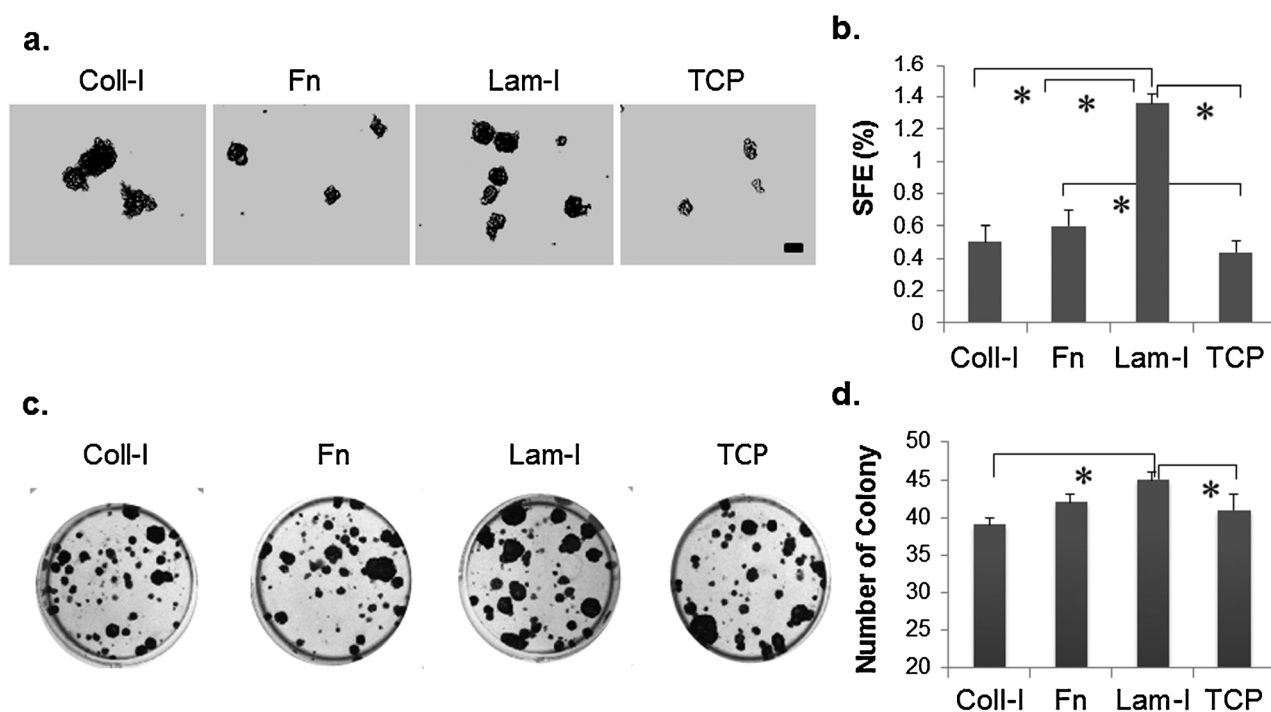 a.
Coll-I Fn Lam-I TCP
b.
SFE (%)
1.6
1.4
1.2
1
0.8
0.6
0.4
0.2
0
* * *
*
Coll-I Fn Lam-I TCP
c.
Coll-I Fn Lam-I TCP
d.
Number of Colony
50
45
40
35
30
25
20
* *
Coll-I Fn Lam-I TCP